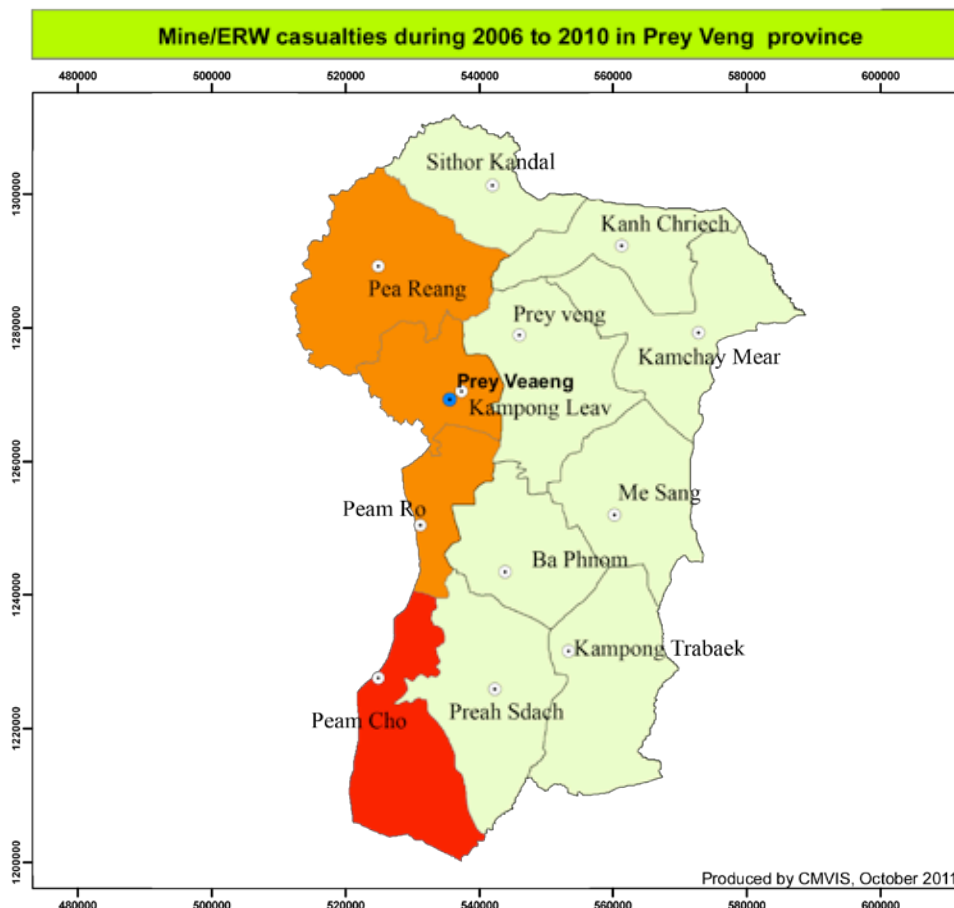 Mine/ERW casualties during 2006 to 2010 in Prey Veng province
480000 500000 520000 540000 560000 580000 600000
1300000
1280000
1260000
1240000
1220000
1200000
Sithor Kandal
Kanh Chriech
Pea Reang
Prey veng
Kamchay Mear
Prey Veaeng
Kampong Leav
Me Sang
Peam Ro
Ba Phnom
Kampong Trabaek
Preah Sdach
Peam Cho
Produced by CMVIS, October 2011
480000 500000 520000 540000 560000 580000 600000